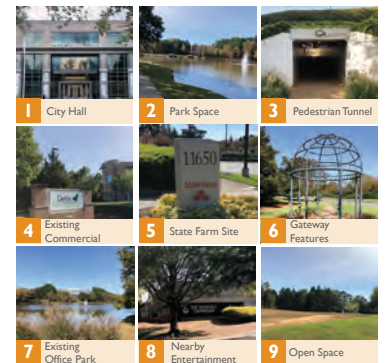 1 City Hall
2 Park Space
3 Pedestrian Tunnel
11650
4 Existing
Commercial
5 State Farm Site
6 Gateway
Features
7 Existing
Office Park
8 Nearby
Entertainment
9 Open Space